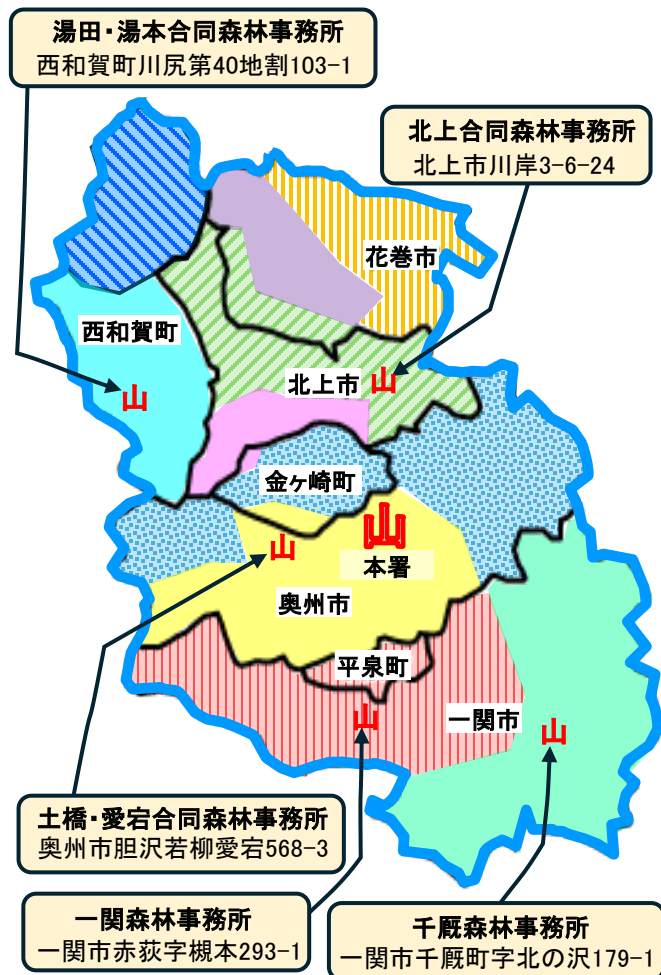 湯田・湯本合同森林事務所
西和賀町川尻第40地割103-1
北上合同森林事務所
北上市川岸3-6-24
花巻市
西和賀町
北上市
山
山
金ヶ崎町
山
山
本署
奥州市
平泉町
山
一関市
山
土橋・愛宕合同森林事務所
奥州市胆沢若柳愛宕568-3
一関森林事務所
一関市赤荻字槻本293-1
千厩森林事務所
一関市千厩町字北の沢179-1